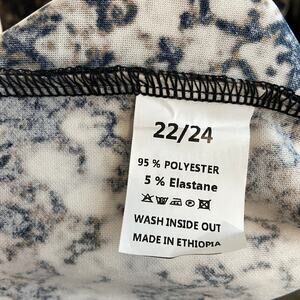 22/24
95 % POLYESTER
5 % Elastane
WASH INSIDE OUT
MADE IN ETHIOPIA